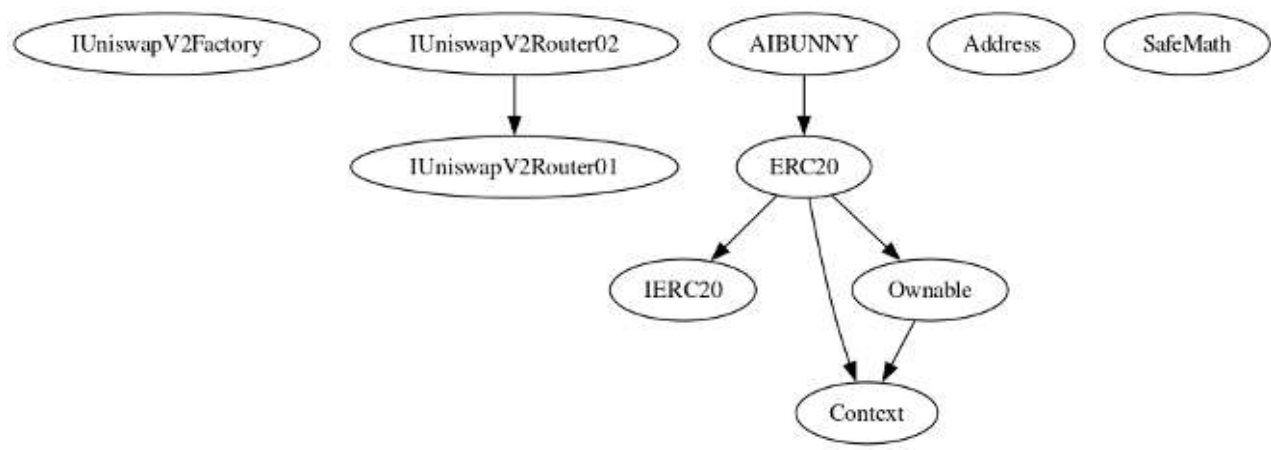 IUniswapV2Factory
IUniswapV2Router02
AIBUNNY
Address
SafeMath
IUniswapV2Router01
ERC20
IERC20
Ownable
Context